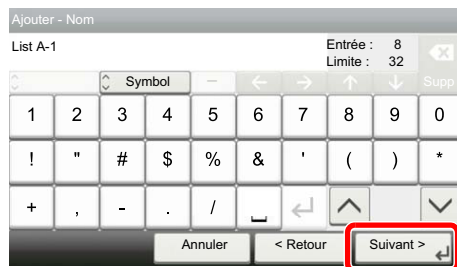 Ajouter - Nom
List A-1
Entrée : 8
Limite : 32
Symbol - Supp
1 2 3 4 5 6 7 8 9 0
! " # $ % & ' ( ) *
+ , - . /
Annuler < Retour Suivant >